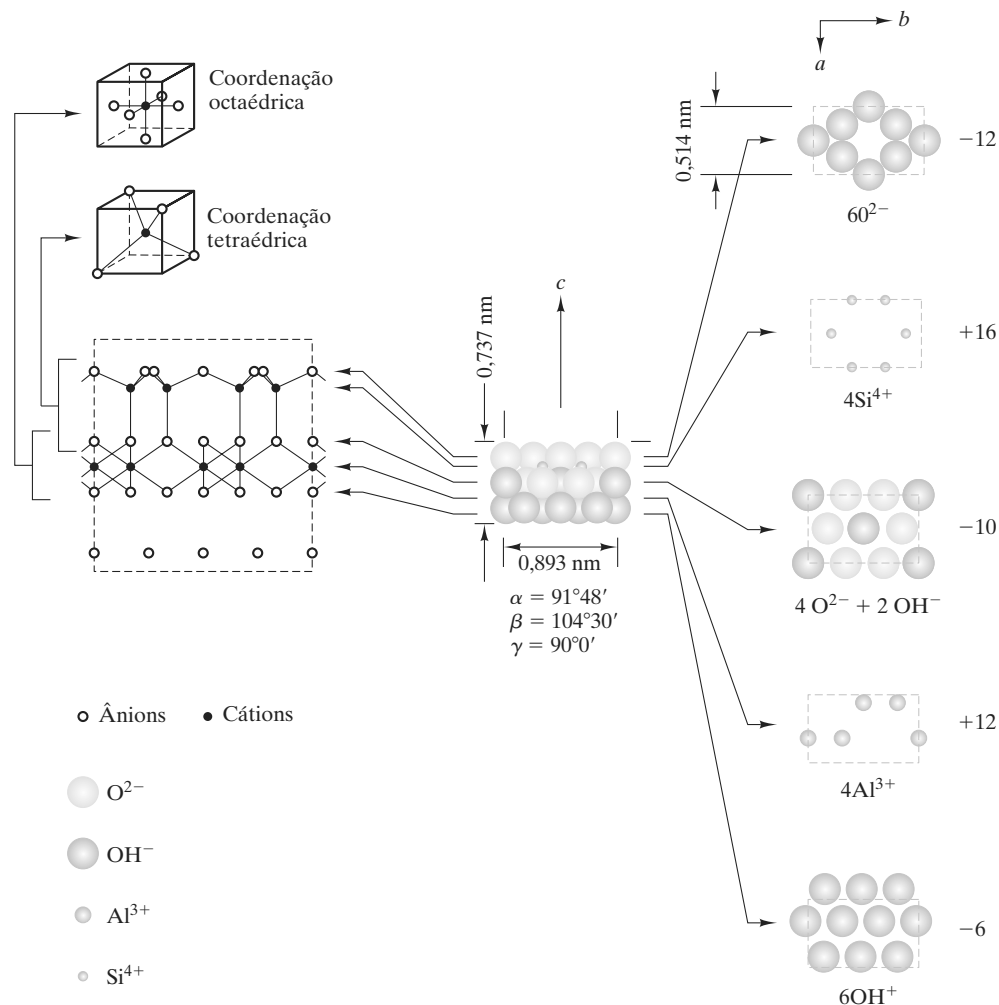 b
a
Coordenação
octaédrica
0,514 nm
−12
60²⁻
Coordenação
tetraédrica
c
0,737 nm
+16
4Si⁴⁺
−10
4 O²⁻ + 2 OH⁻
0,893 nm
α = 91°48′
β = 104°30′
γ = 90°0′
+12
4Al³⁺
Ânions
Cátions
O²⁻
OH⁻
Al³⁺
−6
Si⁴⁺
6OH⁺